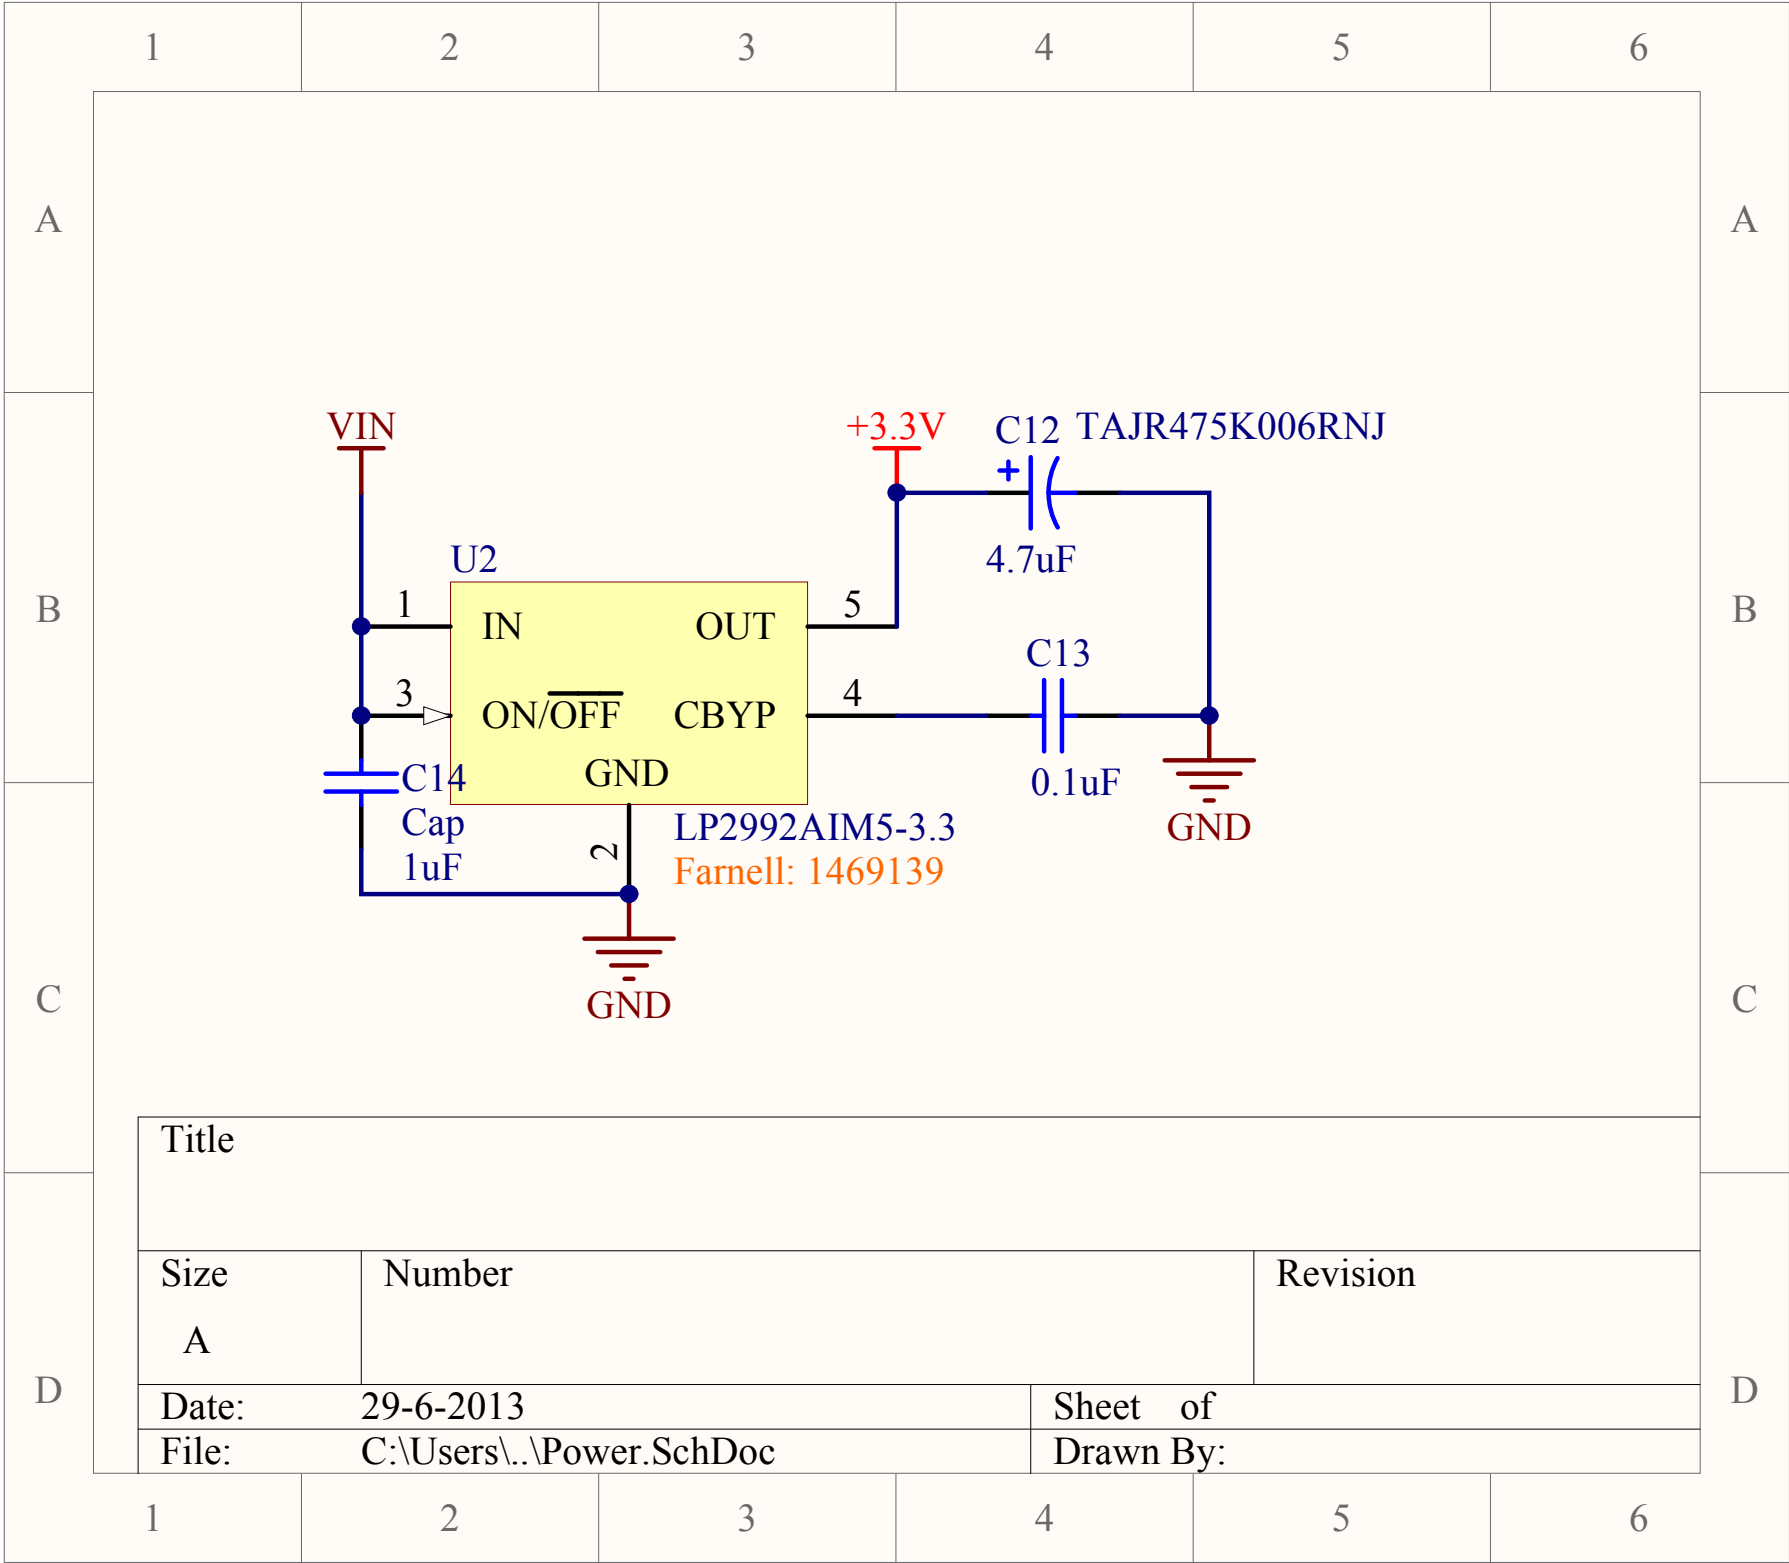 1 2 3 4 5 6
A A
VIN +3.3V C12 TAJR475K006RNJ
+
U2 4.7uF
B 1 IN OUT 5 B
C13
3 ON/OFF CBYP 4
C14 GND 0.1uF
Cap LP2992AIM5-3.3 GND
1uF 2 Farnell: 1469139
C GND C
Title
Size Number Revision
A
D D
Date: 29-6-2013 Sheet of
File: C:\Users\..\Power.SchDoc Drawn By:
1 2 3 4 5 6